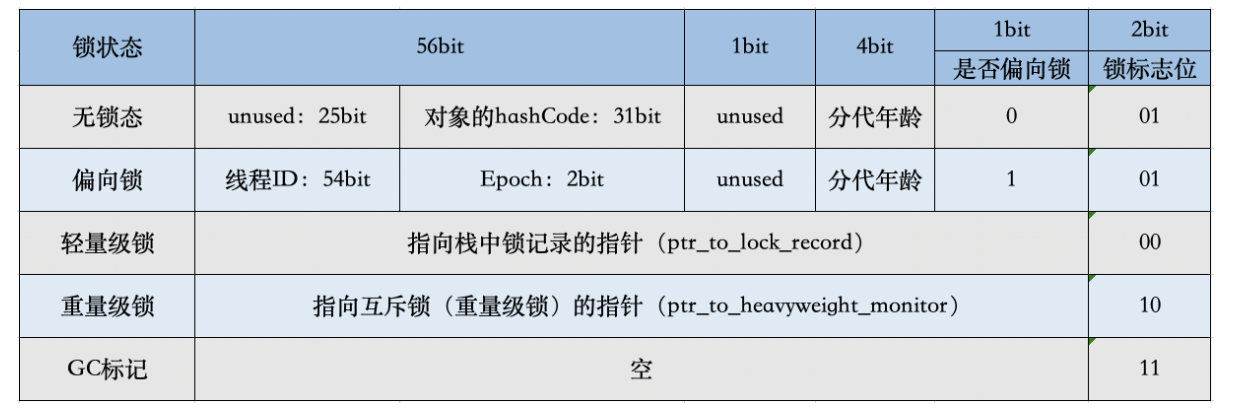 锁状态 56bit 1bit 4bit 1bit 2bit
是否偏向锁 锁标志位
无锁态 unused：25bit 对象的hashCode：31bit unused 分代年龄 0 01
偏向锁 线程ID：54bit Epoch：2bit unused 分代年龄 1 01
轻量级锁 指向栈中锁记录的指针（ptr_to_lock_record） 00
重量级锁 指向互斥锁（重量级锁）的指针（ptr_to_heavyweight_monitor） 10
GC标记 空 11